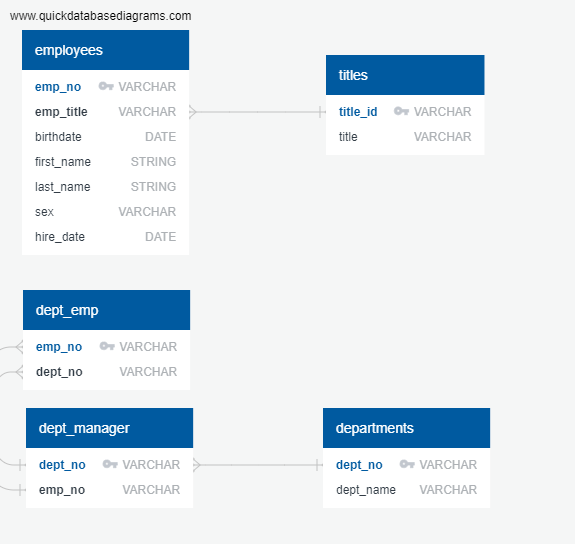 www.quickdatabasediagrams.com
employees
emp_no VARCHAR
emp_title VARCHAR
birthdate DATE
first_name STRING
last_name STRING
sex VARCHAR
hire_date DATE
titles
title_id VARCHAR
title VARCHAR
dept_emp
emp_no VARCHAR
dept_no VARCHAR
dept_manager
dept_no VARCHAR
emp_no VARCHAR
departments
dept_no VARCHAR
dept_name VARCHAR